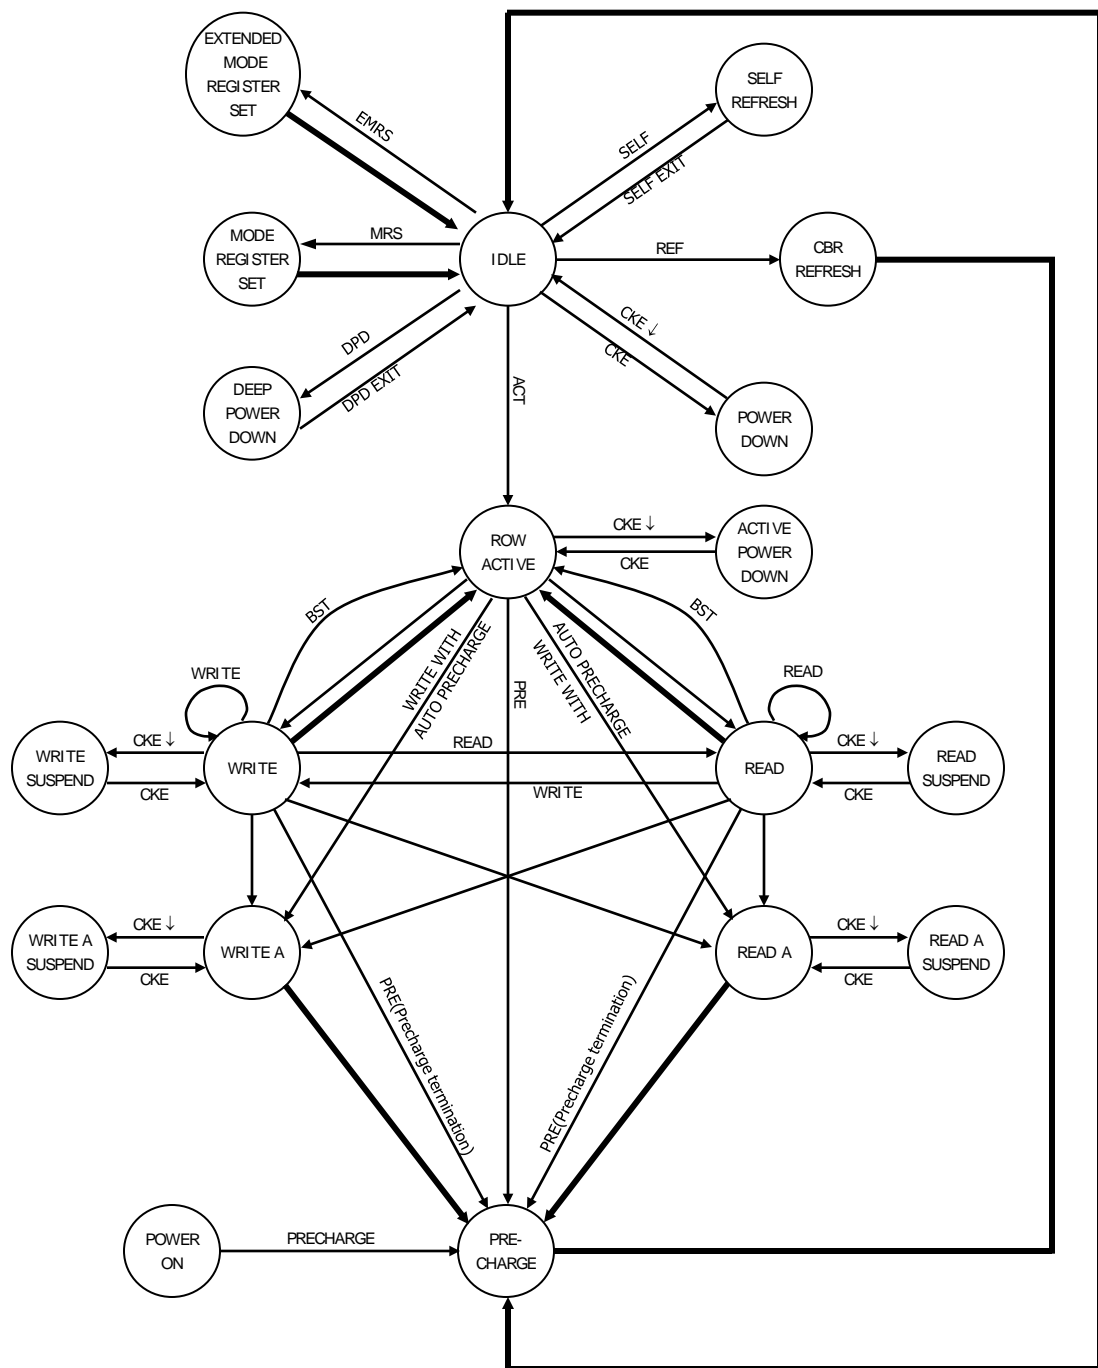 EXTENDED
MODE
REGISTER
SET
SELF
REFRESH
EMRS
SELF
SELF EXIT
MODE
REGISTER
SET
MRS
IDLE
REF
CBR
REFRESH
DPD
DPD EXIT
CKE ↓
CKE
DEEP
POWER
DOWN
ACT
POWER
DOWN
ROW
ACTIVE
CKE ↓
CKE
ACTIVE
POWER
DOWN
BST
BST
WRITE WITH
AUTO PRECHARGE
PRE
AUTO PRECHARGE
WRITE WITH
WRITE
READ
WRITE
SUSPEND
CKE ↓
CKE
WRITE
READ
WRITE
READ
CKE ↓
CKE
READ
SUSPEND
WRITE A
SUSPEND
CKE ↓
CKE
WRITE A
READ A
CKE ↓
CKE
READ A
SUSPEND
PRE(Precharge termination)
PRE(Precharge termination)
POWER
ON
PRECHARGE
PRE-
CHARGE